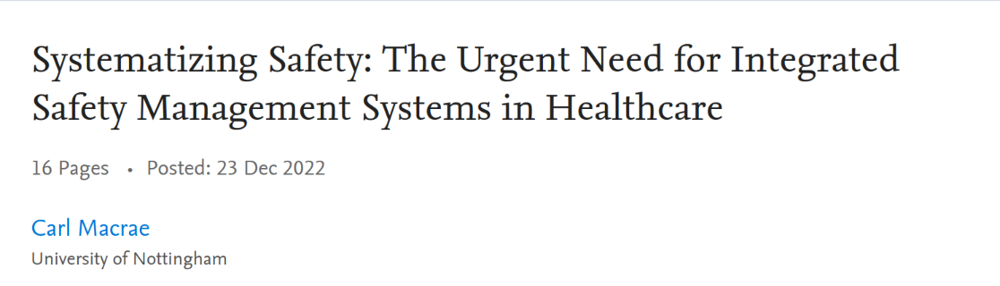 Systematizing Safety: The Urgent Need for Integrated
Safety Management Systems in Healthcare
16 Pages • Posted: 23 Dec 2022
Carl Macrae
University of Nottingham